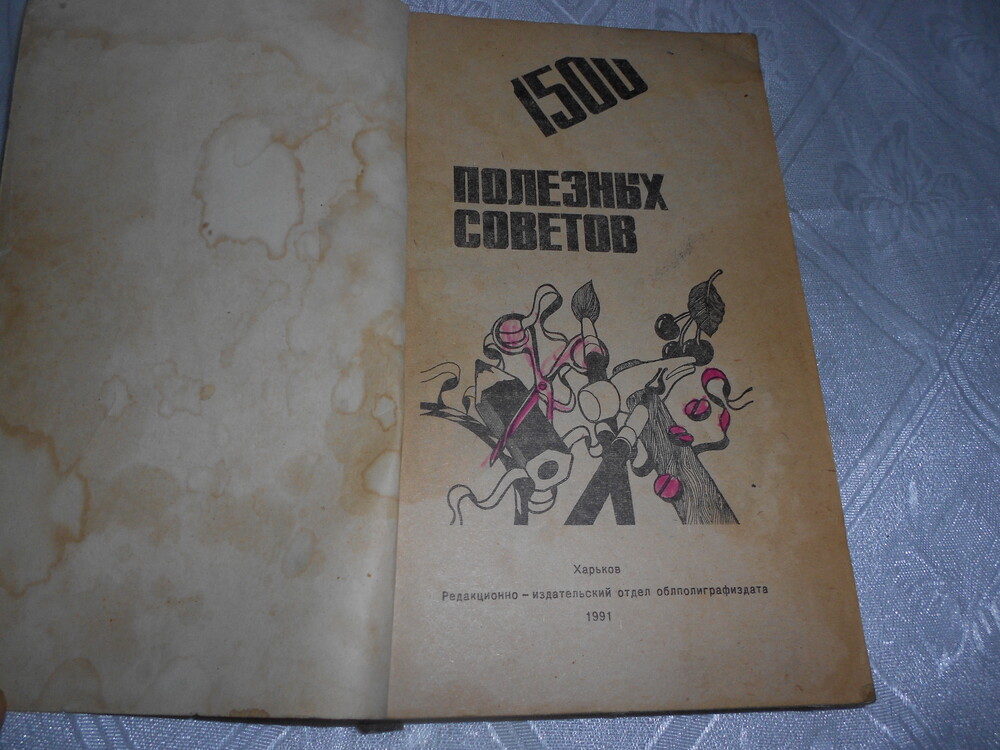 1500
ПОЛЕЗНЫХ
СОВЕТОВ
Харьков
Редакционно – издательский отдел облполиграфиздата
1991